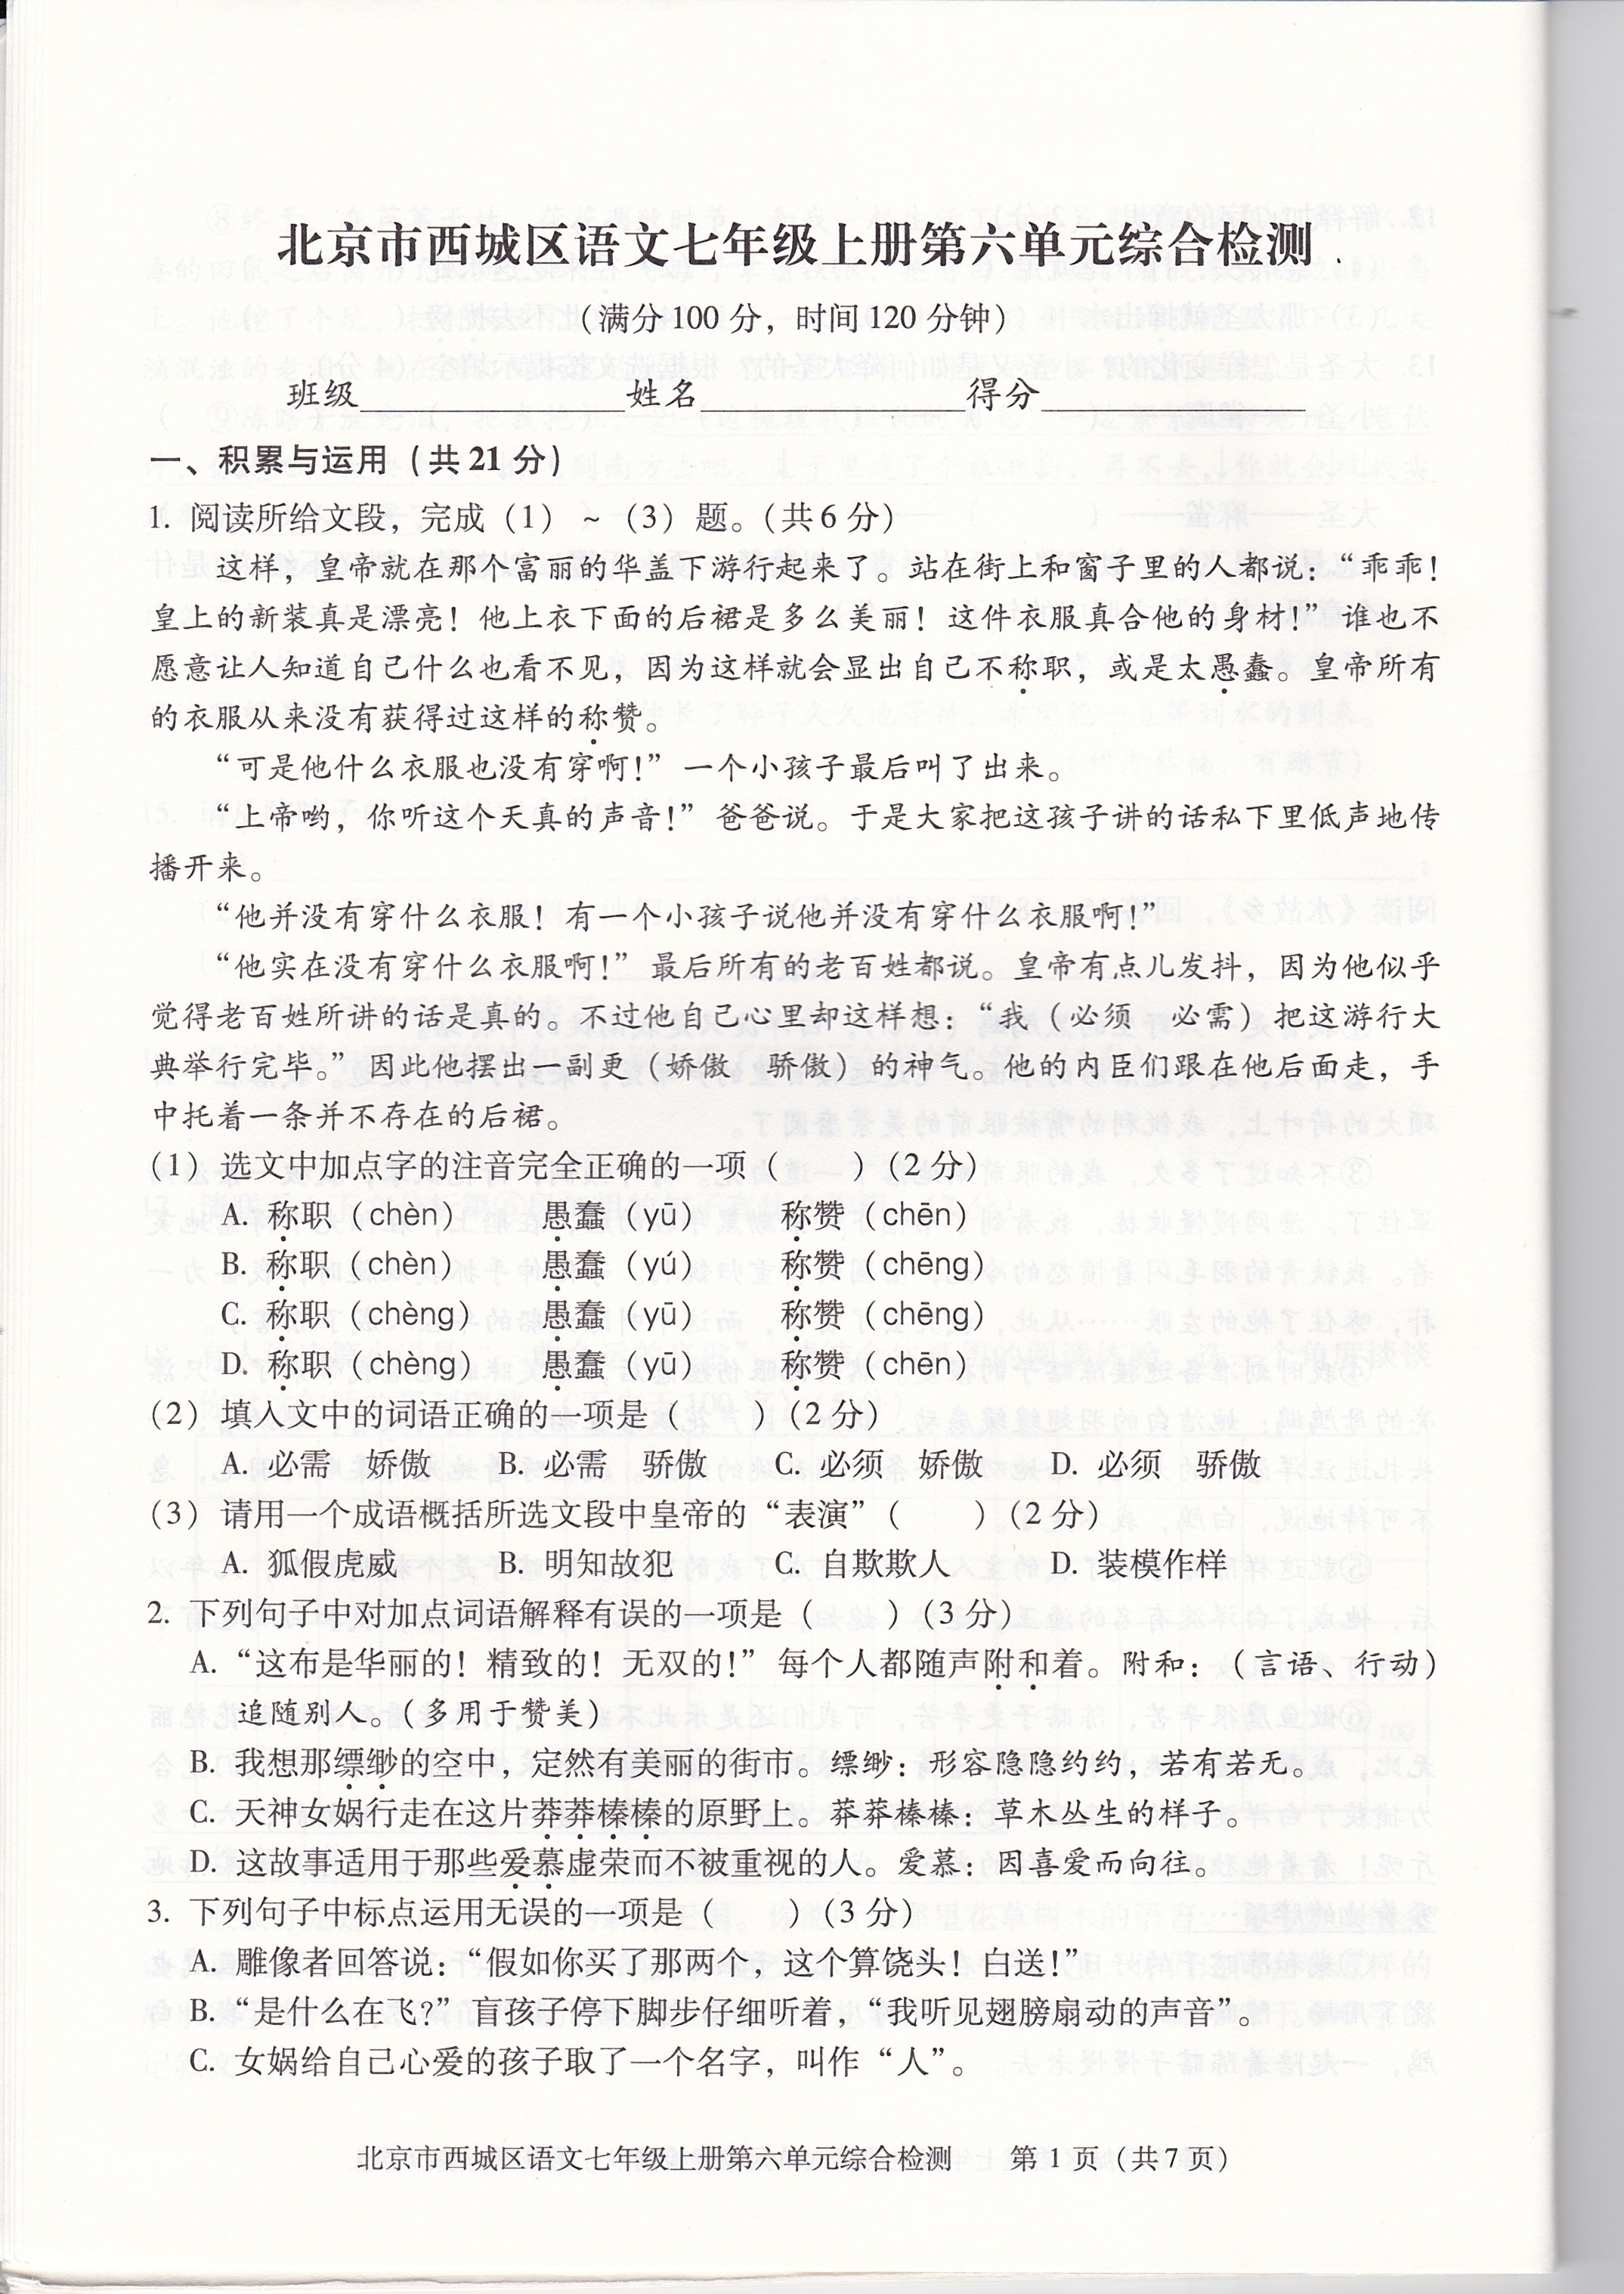 北京市西城区语文七年级上册第六单元综合检测
（满分100分，时间120分钟）
班级____________姓名____________得分____________
一、积累与运用（共21分）
1. 阅读所给文段，完成（1）～（3）题。（共6分）
这样，皇帝就在那个富丽的华盖下游行起来了。站在街上和窗子里的人都说：“乖乖！
皇上的新装真是漂亮！他上衣下面的后裙是多么美丽！这件衣服真合他的身材！”谁也不
愿意让人知道自己什么也看不见，因为这样就会显出自己不称职，或是太愚蠢。皇帝所有
的衣服从来没有获得过这样的称赞。
“可是他什么衣服也没有穿啊！”一个小孩子最后叫了出来。
“上帝哟，你听这个天真的声音！”爸爸说。于是大家把这孩子讲的话私下里低声地传
播开来。
“他并没有穿什么衣服！有一个小孩子说他并没有穿什么衣服啊！”
“他实在没有穿什么衣服啊！”最后所有的老百姓都说。皇帝有点儿发抖，因为他似乎
觉得老百姓所讲的话是真的。不过他自己心里却这样想：“我（必须　必需）把这游行大
典举行完毕。”因此他摆出一副更（娇傲　骄傲）的神气。他的内臣们跟在他后面走，手
中托着一条并不存在的后裙。
（1）选文中加点字的注音完全正确的一项（　　）（2分）
A. 称职（chèn）　　愚蠢（yū）　　称赞（chēn）
B. 称职（chèn）　　愚蠢（yú）　　称赞（chēng）
C. 称职（chèng）　　愚蠢（yū）　　称赞（chēng）
D. 称职（chèng）　　愚蠢（yū）　　称赞（chēn）
（2）填入文中的词语正确的一项是（　　）（2分）
A. 必需　娇傲　　B. 必需　骄傲　　C. 必须　娇傲　　D. 必须　骄傲
（3）请用一个成语概括所选文段中皇帝的“表演”（　　）（2分）
A. 狐假虎威　　B. 明知故犯　　C. 自欺欺人　　D. 装模作样
2. 下列句子中对加点词语解释有误的一项是（　　）（3分）
A. “这布是华丽的！精致的！无双的！”每个人都随声附和着。附和：（言语、行动）
追随别人。（多用于赞美）
B. 我想那缥缈的空中，定然有美丽的街市。缥缈：形容隐隐约约，若有若无。
C. 天神女娲行走在这片莽莽榛榛的原野上。莽莽榛榛：草木丛生的样子。
D. 这故事适用于那些爱慕虚荣而不被重视的人。爱慕：因喜爱而向往。
3. 下列句子中标点运用无误的一项是（　　）（3分）
A. 雕像者回答说：“假如你买了那两个，这个算饶头！白送！”
B. “是什么在飞？”盲孩子停下脚步仔细听着，“我听见翅膀扇动的声音”。
C. 女娲给自己心爱的孩子取了一个名字，叫作“人”。
北京市西城区语文七年级上册第六单元综合检测　　第1页（共7页）